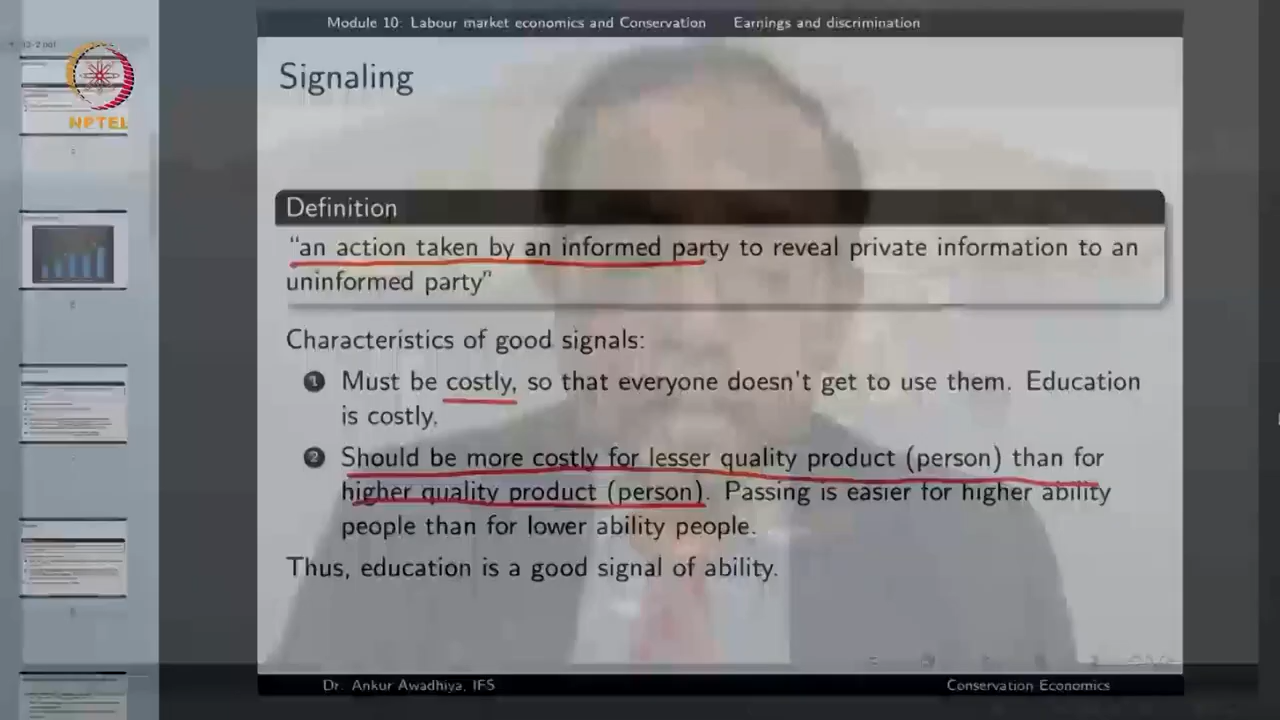 Module 10: Labour market economics and Conservation Earnings and discrimination
NPTEL
Signaling
Definition
“an action taken by an informed party to reveal private information to an
uninformed party”
Characteristics of good signals:
1 Must be costly, so that everyone doesn't get to use them. Education
is costly.
2 Should be more costly for lesser quality product (person) than for
higher quality product (person). Passing is easier for higher ability
people than for lower ability people.
Thus, education is a good signal of ability.
Dr. Ankur Awadhiya, IFS Conservation Economics